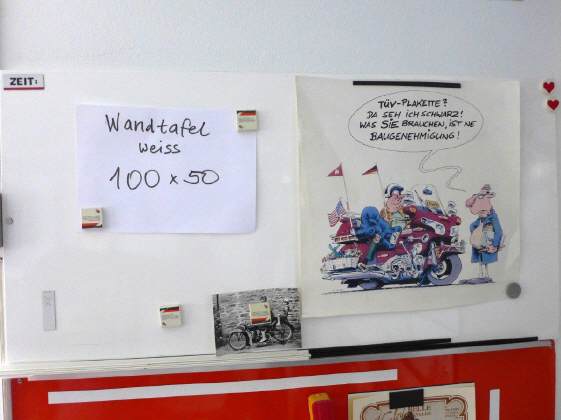 ZEIT:
Wandtafel
weiss
100 x 50
TÜV-PLAKETTE?
DA SEH ICH SCHWARZ!
WAS SIE BRAUCHEN, IST NE
BAUGENEHMIGUNG!